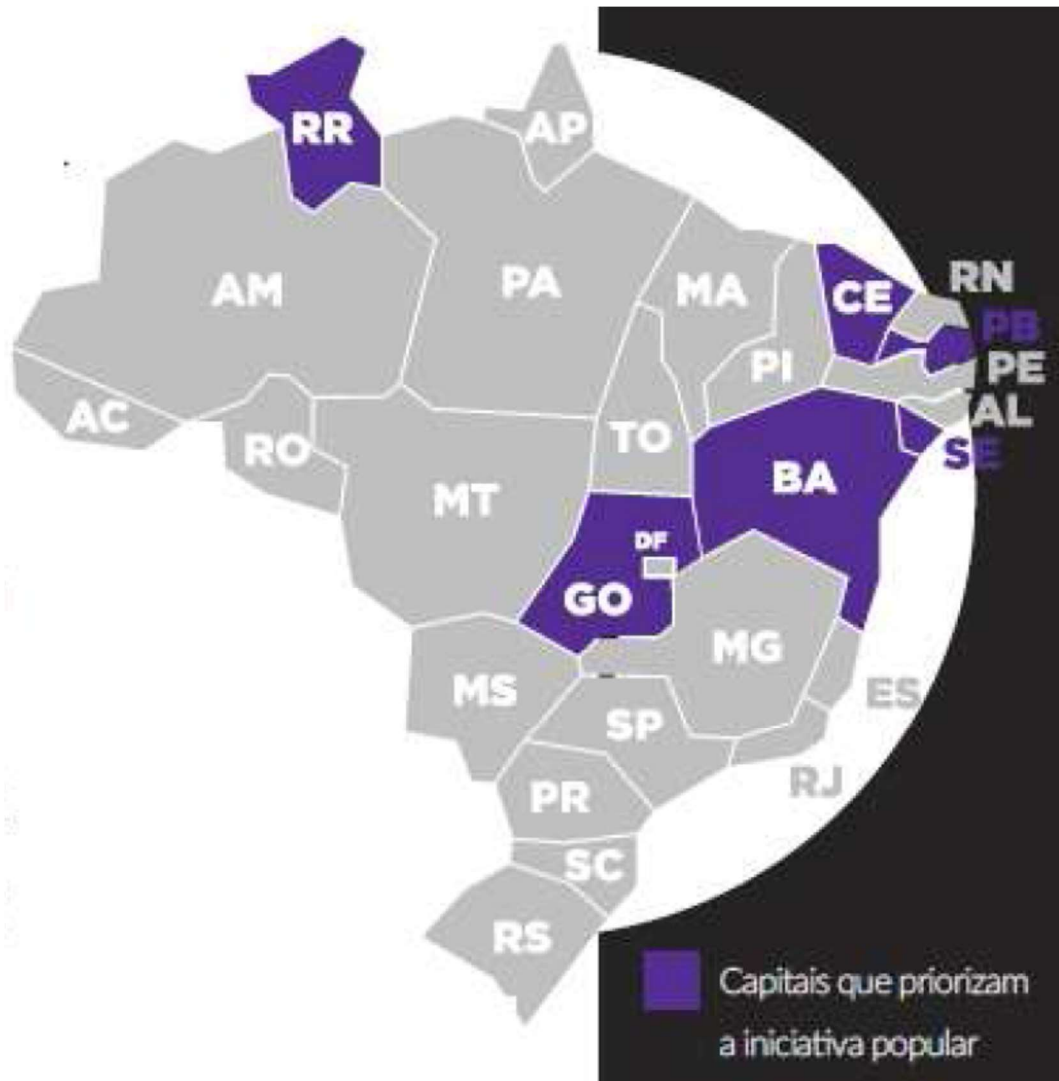 RR
AP
AM
PA
MA
CE
RN
PB
PI
PE
AC
AL
RO
TO
SE
MT
BA
DF
GO
MG
MS
ES
SP
RJ
PR
SC
RS
Capitais que priorizam
a iniciativa popular